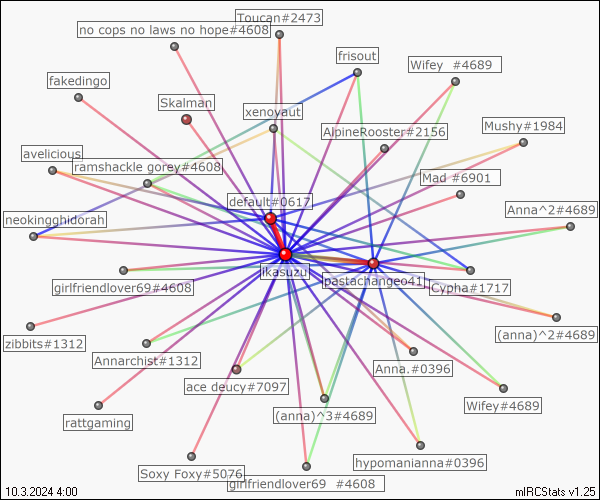 Toucan#2473
no cops no laws no hope#4608
frisout
Wifey  #4689
fakedingo
Skalman
xenoyaut
AlpineRooster#2156
Mushy#1984
avelicious
ramshackle gorey#4608
Mad #6901
default#0617
Anna^2#4689
neokingghidorah
ikasuzu
pastachangeo41
Cypha#1717
girlfriendlover69#4608
zibbits#1312
Annarchist#1312
(anna)^2#4689
Anna.#0396
ace deucy#7097
Wifey#4689
rattgaming
(anna)^3#4689
hypomanianna#0396
Soxy Foxy#5076
girlfriendlover69  #4608
10.3.2024 4:00
mIRCStats v1.25